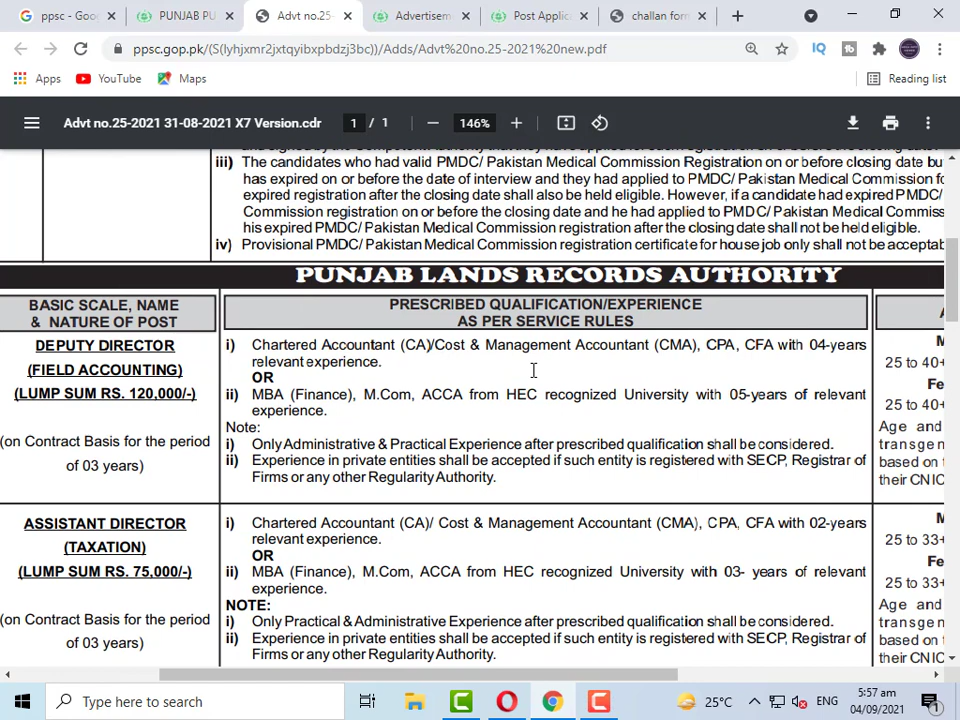 ppsc - Goo
PUNJAB PU
Advt no.25-
Advertisem
Post Applica
challan form
ppsc.gop.pk/(S(lyhjxmr2jxtqyibxpbdzj3bc))/Adds/Advt%20no.25-2021%20new.pdf
IQ
Apps
YouTube
Maps
Reading list
Advt no.25-2021 31-08-2021 X7 Version.cdr
1 / 1
146%
iii) The candidates who had valid PMDC/ Pakistan Medical Commission Registration on or before closing date bu
has expired on or before the date of interview and they had applied to PMDC/ Pakistan Medical Commission fo
expired registration after the closing date shall also be held eligible. However, if a candidate had expired PMDC/
Commission registration on or before the closing date and he had applied to PMDC/ Pakistan Medical Commiss
his expired PMDC/ Pakistan Medical Commission registration after the closing date shall not be held eligible.
iv) Provisional PMDC/ Pakistan Medical Commission registration certificate for house job only shall not be acceptab
PUNJAB LANDS RECORDS AUTHORITY
BASIC SCALE, NAME
& NATURE OF POST
PRESCRIBED QUALIFICATION/EXPERIENCE
AS PER SERVICE RULES
A
DEPUTY DIRECTOR
(FIELD ACCOUNTING)
(LUMP SUM RS. 120,000/-)
(on Contract Basis for the period
of 03 years)
i) Chartered Accountant (CA)/Cost & Management Accountant (CMA), CPA, CFA with 04-years
relevant experience.
OR
ii) MBA (Finance), M.Com, ACCA from HEC recognized University with 05-years of relevant
experience.
Note:
i) Only Administrative & Practical Experience after prescribed qualification shall be considered.
ii) Experience in private entities shall be accepted if such entity is registered with SECP, Registrar of
Firms or any other Regularity Authority.
M
25 to 40+
Fe
25 to 40+
Age and
transgen
based on t
their CNIC
ASSISTANT DIRECTOR
(TAXATION)
(LUMP SUM RS. 75,000/-)
(on Contract Basis for the period
of 03 years)
i) Chartered Accountant (CA)/ Cost & Management Accountant (CMA), CPA, CFA with 02-years
relevant experience.
OR
ii) MBA (Finance), M.Com, ACCA from HEC recognized University with 03- years of relevant
experience.
NOTE:
i) Only Practical & Administrative Experience after prescribed qualification shall be considered.
ii) Experience in private entities shall be accepted if such entity is registered with SECP, Registrar of
Firms or any other Regularity Authority.
M
25 to 33+
Fe
25 to 33+
Age and
transgen
based on t
their CNIC
Type here to search
25°C
ENG
5:57 am
04/09/2021
1